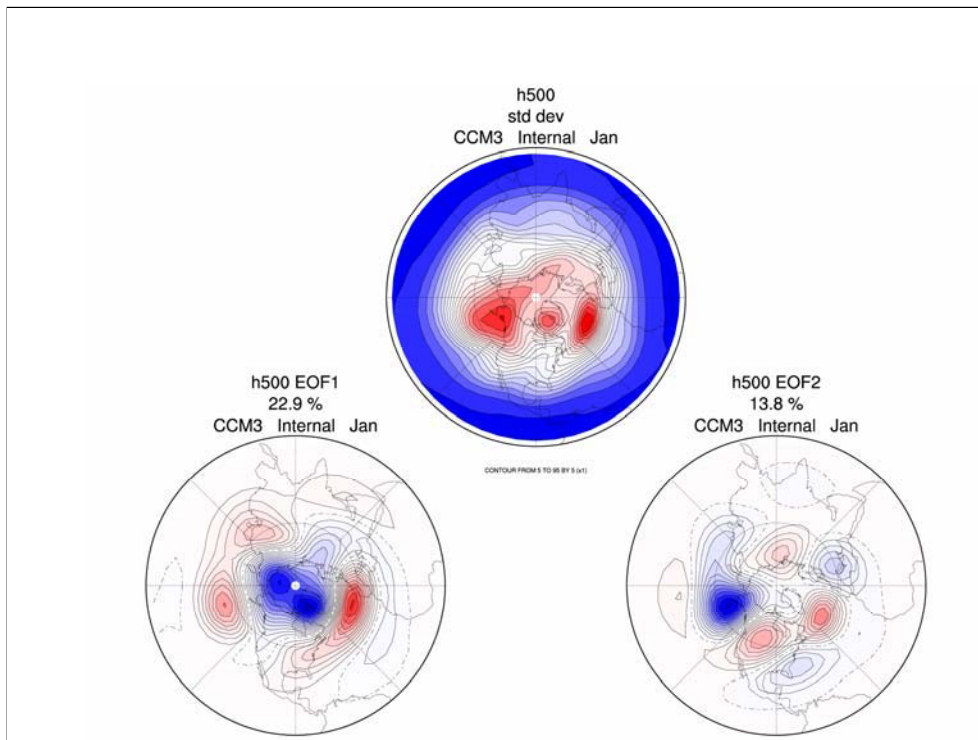 h500
std dev
CCM3 Internal Jan
CONTOUR FROM 5 TO 95 BY 5 (x1)
h500 EOF1
22.9 %
CCM3 Internal Jan
h500 EOF2
13.8 %
CCM3 Internal Jan